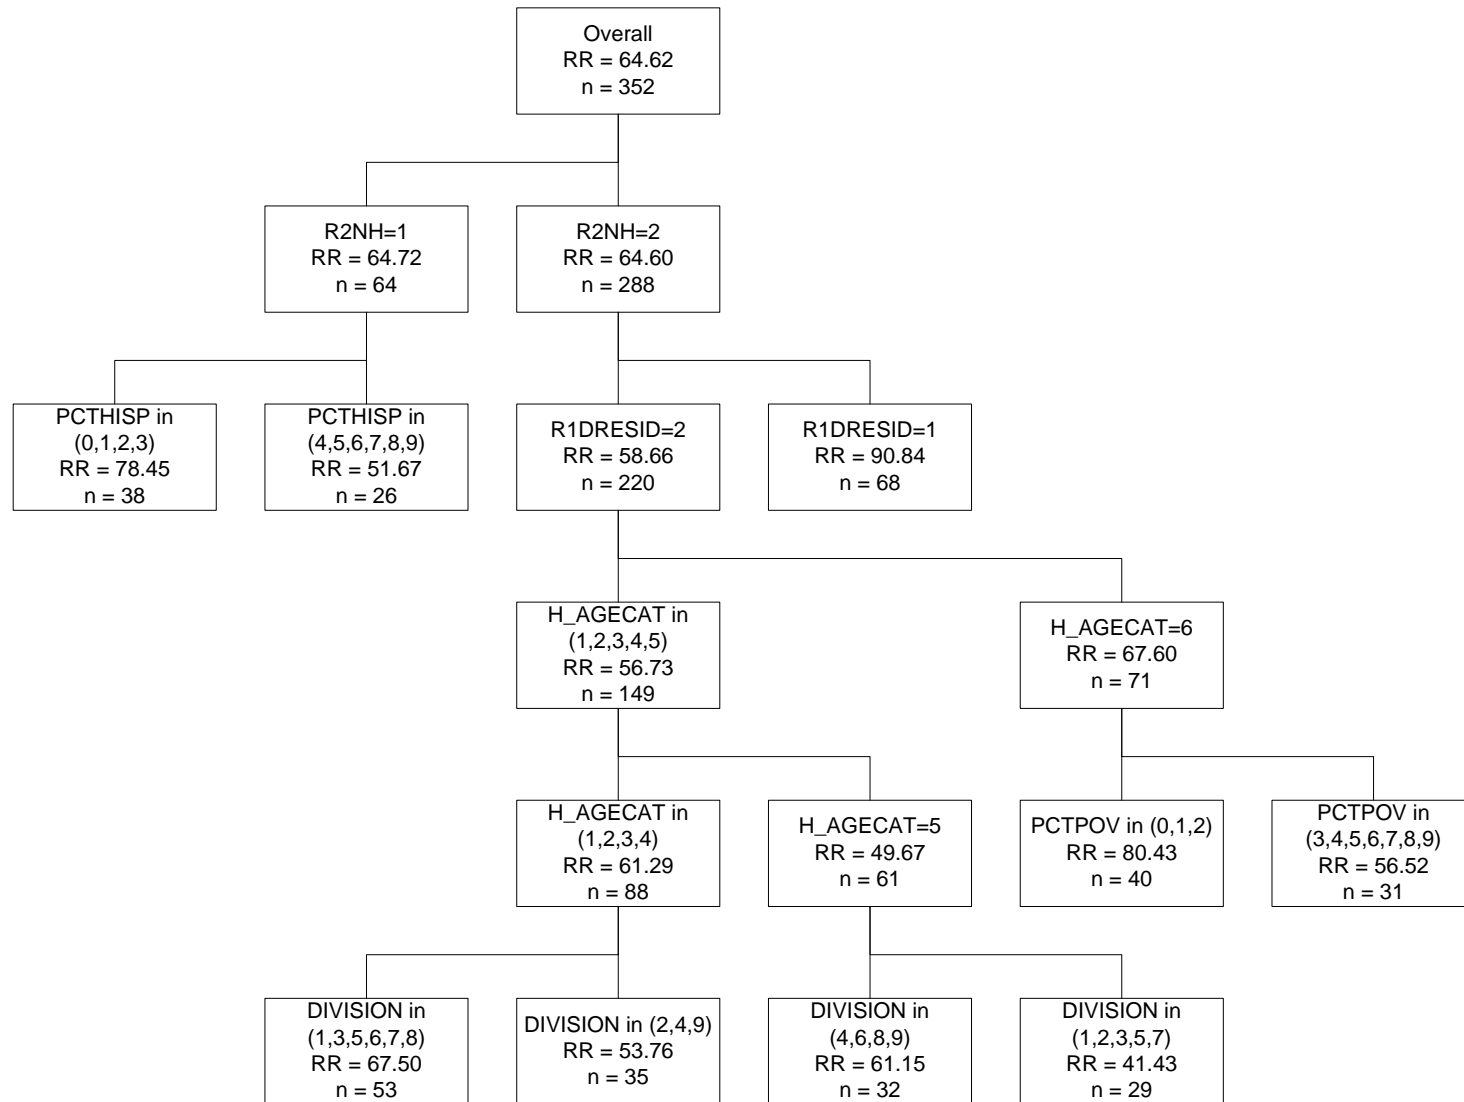 Overall
RR = 64.62
n = 352
R2NH=1
RR = 64.72
n = 64
R2NH=2
RR = 64.60
n = 288
PCTHISP in
(0,1,2,3)
RR = 78.45
n = 38
PCTHISP in
(4,5,6,7,8,9)
RR = 51.67
n = 26
R1DRESID=2
RR = 58.66
n = 220
R1DRESID=1
RR = 90.84
n = 68
H_AGECAT in
(1,2,3,4,5)
RR = 56.73
n = 149
H_AGECAT=6
RR = 67.60
n = 71
H_AGECAT in
(1,2,3,4)
RR = 61.29
n = 88
H_AGECAT=5
RR = 49.67
n = 61
PCTPOV in (0,1,2)
RR = 80.43
n = 40
PCTPOV in
(3,4,5,6,7,8,9)
RR = 56.52
n = 31
DIVISION in
(1,3,5,6,7,8)
RR = 67.50
n = 53
DIVISION in (2,4,9)
RR = 53.76
n = 35
DIVISION in
(4,6,8,9)
RR = 61.15
n = 32
DIVISION in
(1,2,3,5,7)
RR = 41.43
n = 29